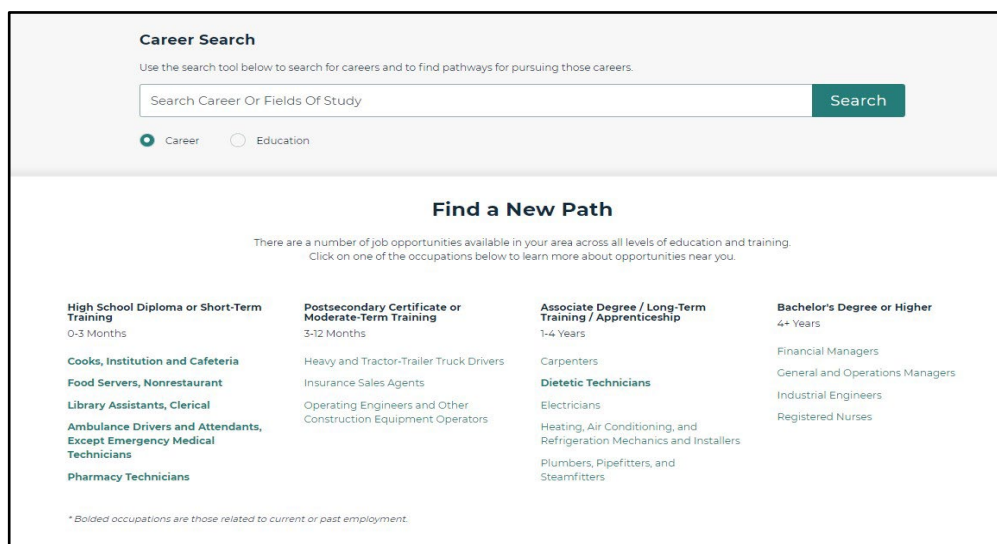 Career Search
Use the search tool below to search for careers and to find pathways for pursuing those careers.
Search Career Or Fields Of Study
Search
Career
Education
Find a New Path
There are a number of job opportunities available in your area across all levels of education and training.
Click on one of the occupations below to learn more about opportunities near you.
High School Diploma or Short-Term
Training
0-3 Months
Cooks, Institution and Cafeteria
Food Servers, Nonrestaurant
Library Assistants, Clerical
Ambulance Drivers and Attendants,
Except Emergency Medical
Technicians
Pharmacy Technicians
Postsecondary Certificate or
Moderate-Term Training
3-12 Months
Heavy and Tractor-Trailer Truck Drivers
Insurance Sales Agents
Operating Engineers and Other
Construction Equipment Operators
Associate Degree / Long-Term
Training / Apprenticeship
1-4 Years
Carpenters
Dietetic Technicians
Electricians
Heating, Air Conditioning, and
Refrigeration Mechanics and Installers
Plumbers, Pipefitters, and
Steamfitters
Bachelor's Degree or Higher
4+ Years
Financial Managers
General and Operations Managers
Industrial Engineers
Registered Nurses
* Bolded occupations are those related to current or past employment.